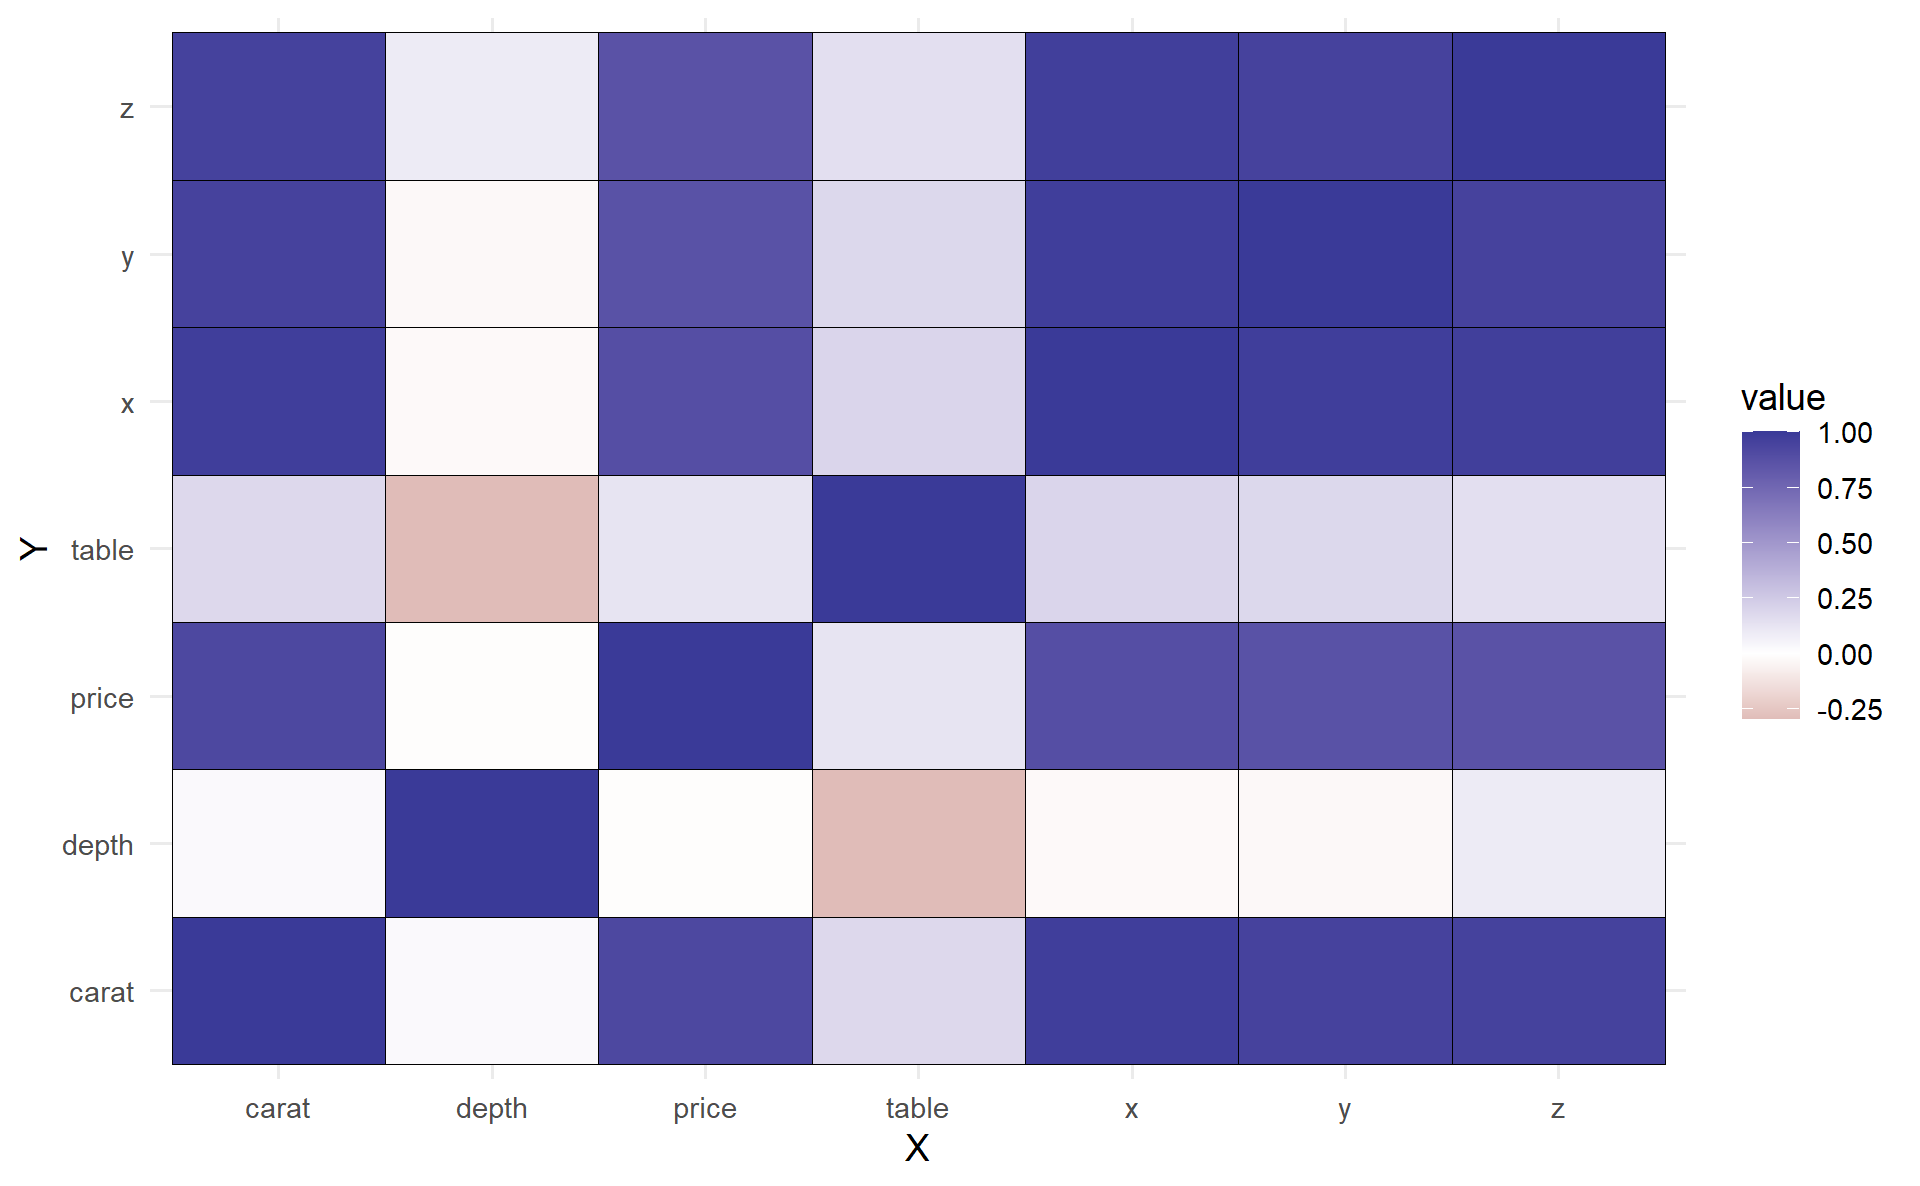 z
y
x
table
price
depth
carat
Y
carat depth price table x y z
X
value
1.00
0.75
0.50
0.25
0.00
-0.25